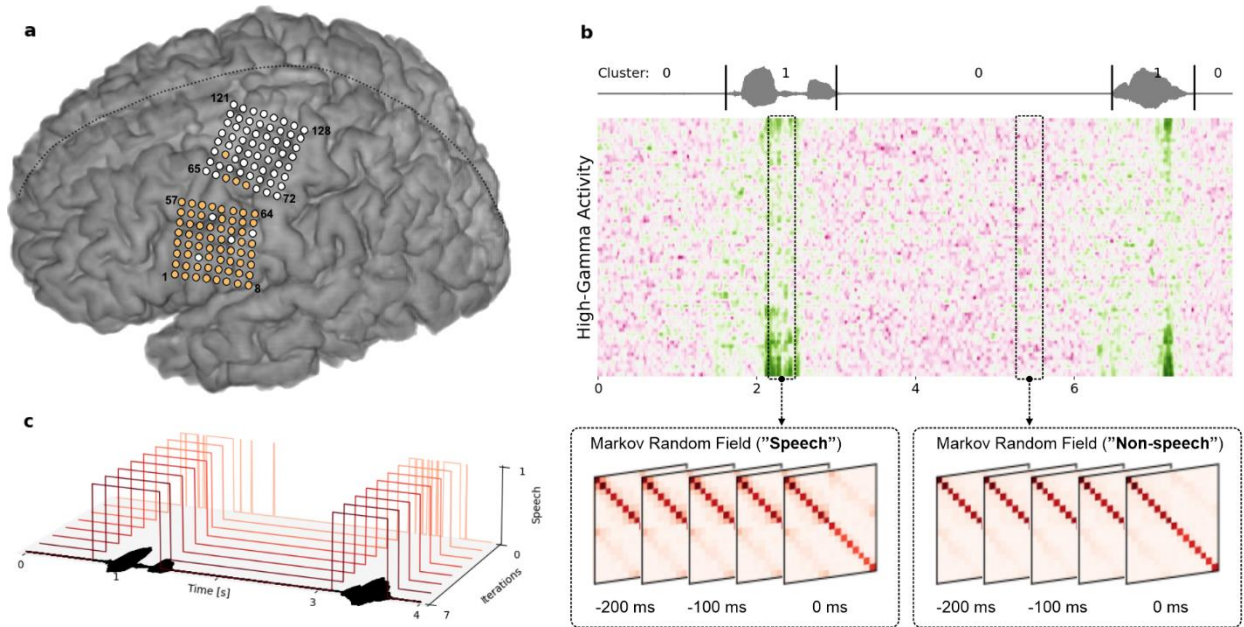 a
121
128
65
72
57
64
1
8
b
Cluster: 0 1 0 1 0
High-Gamma Activity
0 2 4 6
c
1
Speech
0
0
Iterations
7
0 1 Time [s] 3 4
Markov Random Field ("Speech")
-200 ms -100 ms 0 ms
Markov Random Field ("Non-speech")
-200 ms -100 ms 0 ms